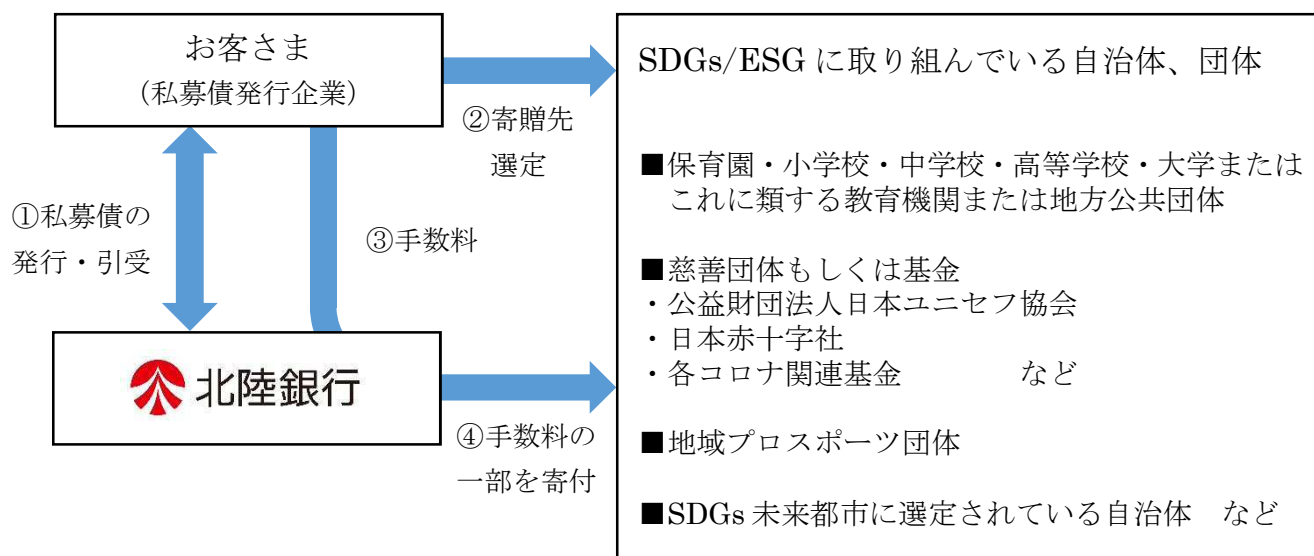 お客さま
(私募債発行企業)
①私募債の
発行・引受
②寄贈先
選定
③手数料
北陸銀行
④手数料の
一部を寄付
SDGs/ESG に取り組んでいる自治体、団体
■保育園・小学校・中学校・高等学校・大学または
これに類する教育機関または地方公共団体
■慈善団体もしくは基金
・公益財団法人日本ユニセフ協会
・日本赤十字社
・各コロナ関連基金　　　　など
■地域プロスポーツ団体
■SDGs 未来都市に選定されている自治体　など